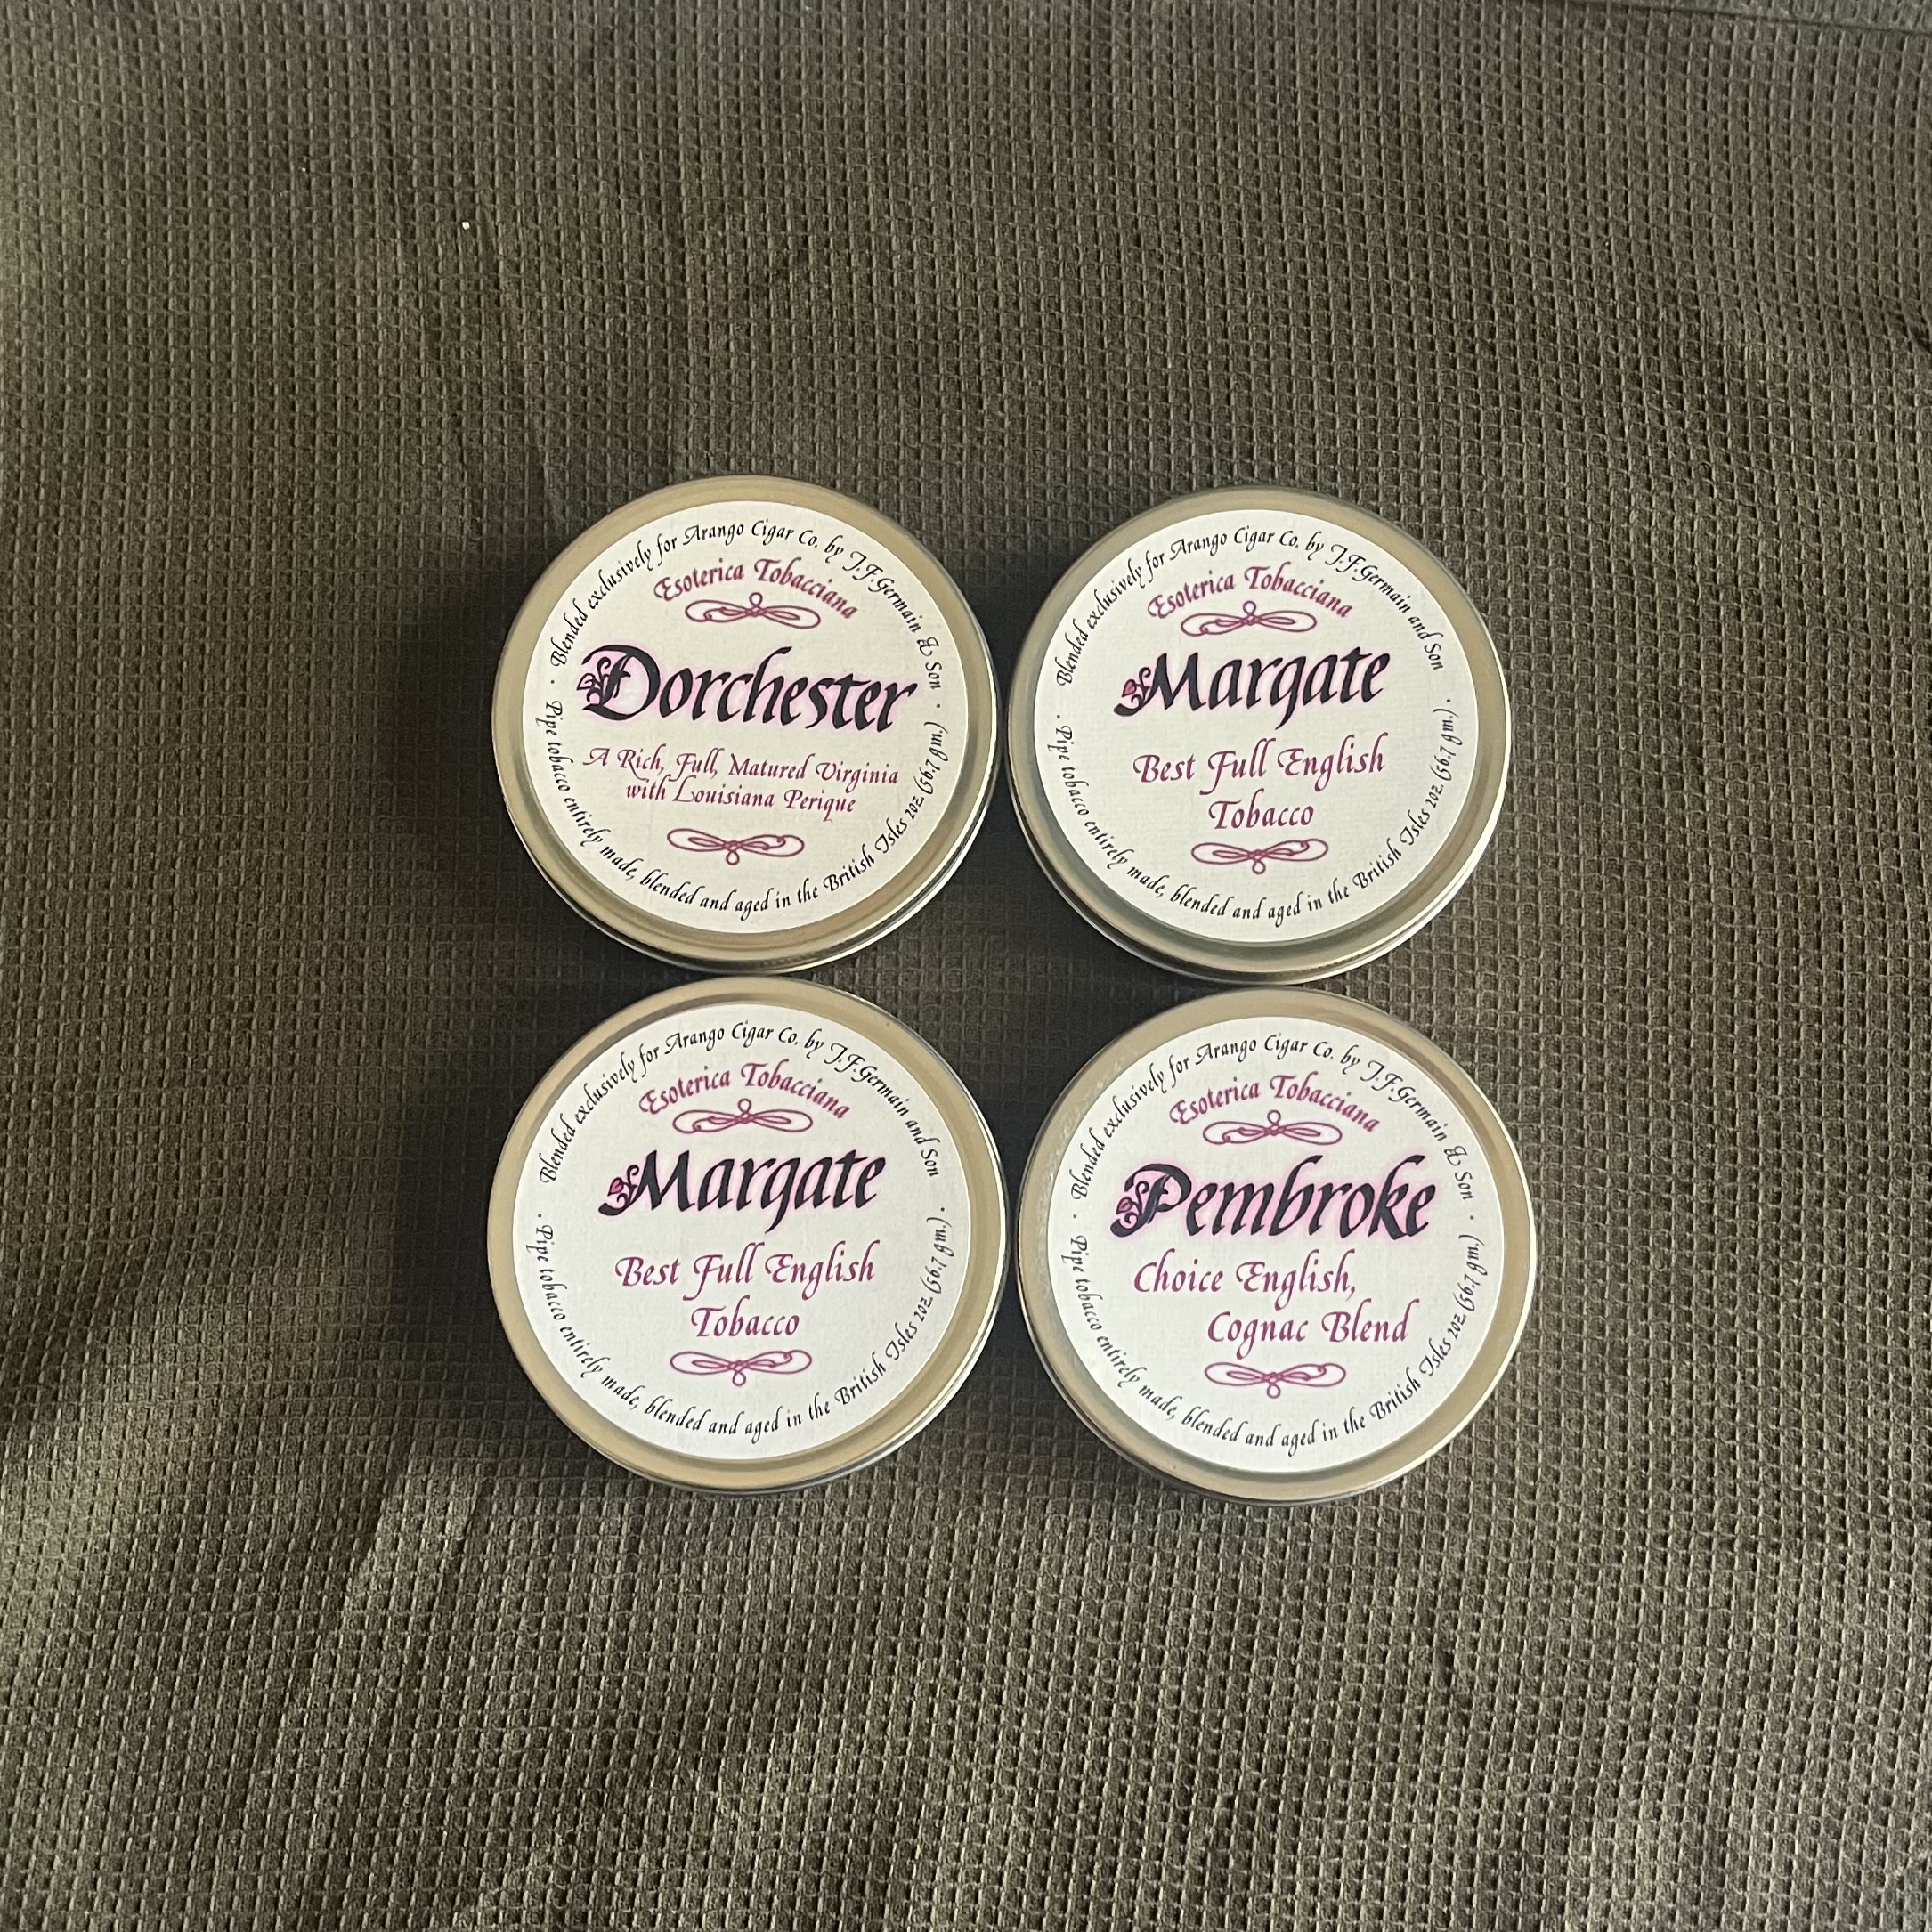 Blended exclusively for Arango Cigar Co. by J.F.Germain & Son
Esoterica Tobacciana
Dorchester
A Rich, Full, Matured Virginia
with Louisiana Perique
· Pipe tobacco entirely made, blended and aged in the British Isles 2oz (56.7 gm.) ·
Blended exclusively for Arango Cigar Co. by J.F.Germain and Son
Esoterica Tobacciana
Margate
Best Full English
Tobacco
· Pipe tobacco entirely made, blended and aged in the British Isles 2oz (56.7 gm.) ·
Blended exclusively for Arango Cigar Co. by J.F.Germain and Son
Esoterica Tobacciana
Margate
Best Full English
Tobacco
· Pipe tobacco entirely made, blended and aged in the British Isles 2oz (56.7 gm.) ·
Blended exclusively for Arango Cigar Co. by J.F.Germain & Son
Esoterica Tobacciana
Pembroke
Choice English,
Cognac Blend
· Pipe tobacco entirely made, blended and aged in the British Isles 2oz (56.7 gm.) ·